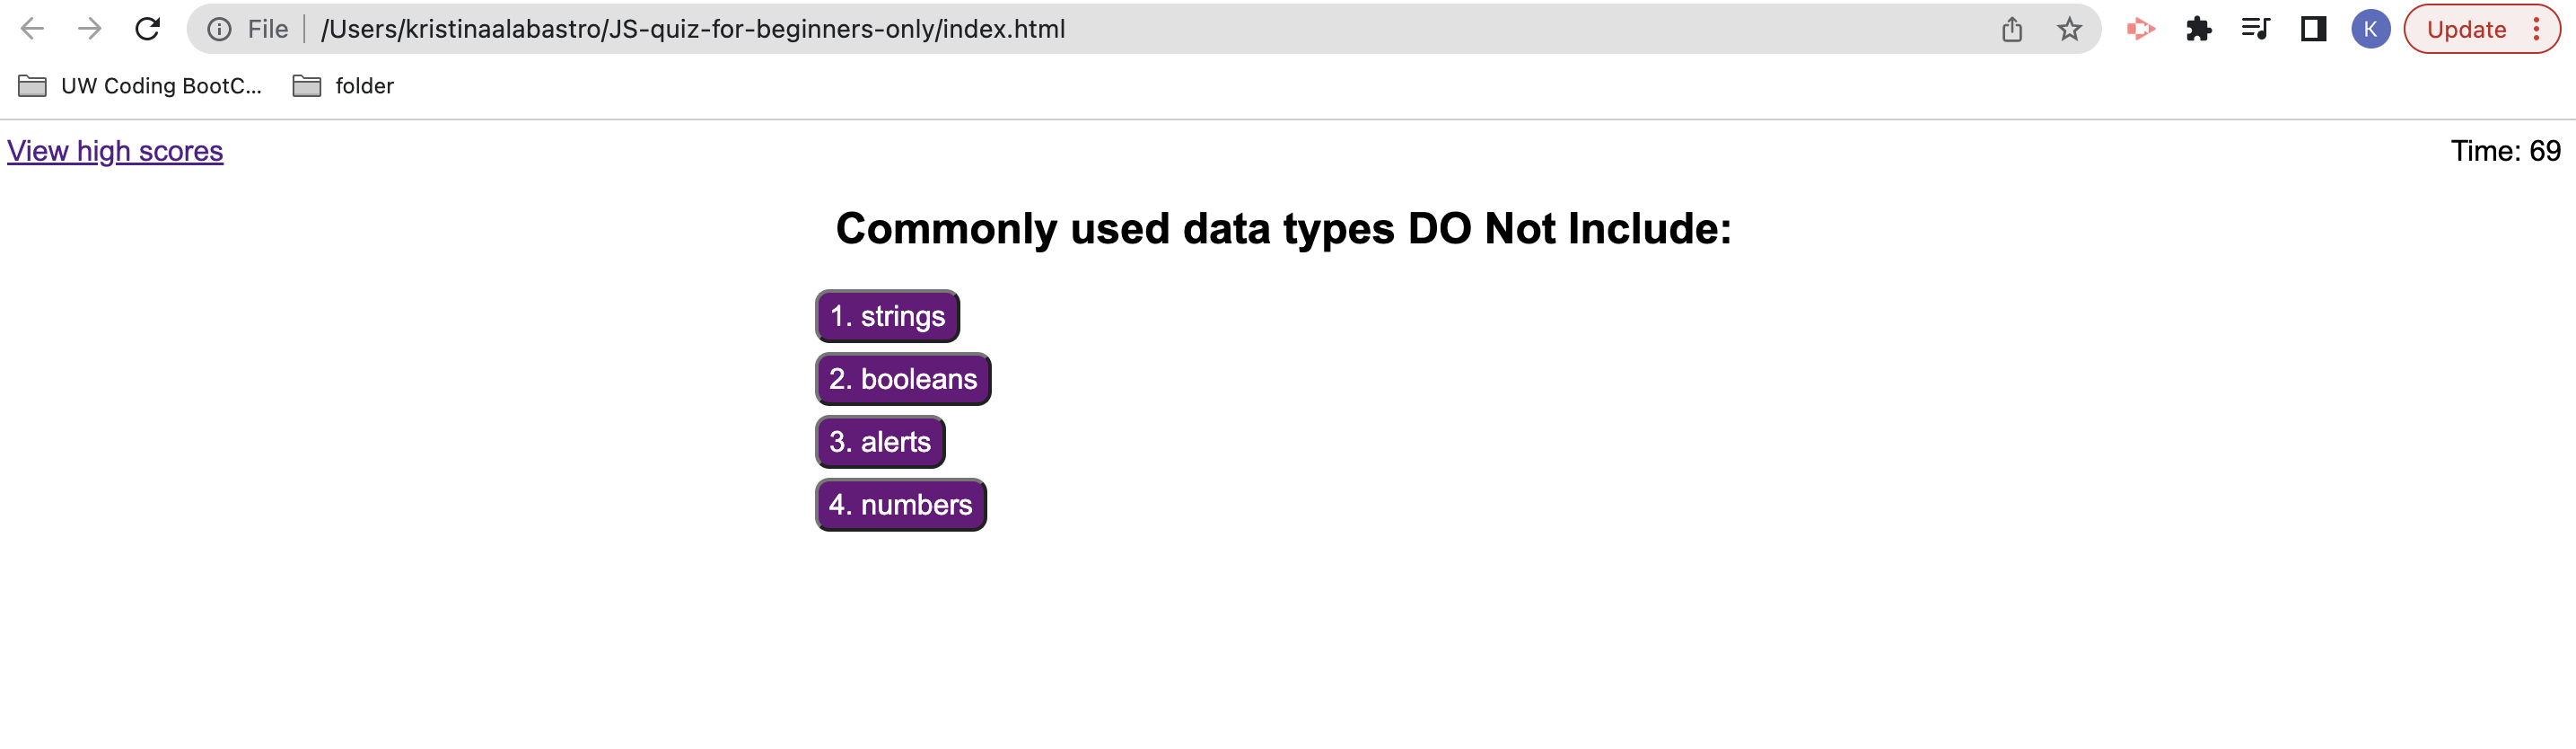 File /Users/kristinaalabastro/JS-quiz-for-beginners-only/index.html K Update
UW Coding BootC... folder
View high scores Time: 69
Commonly used data types DO Not Include:
1. strings
2. booleans
3. alerts
4. numbers